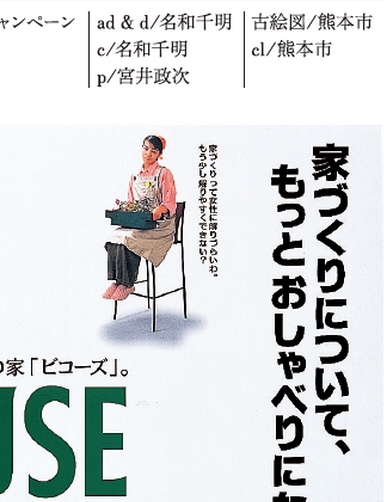 ャンペーン
ad & d/名和千明
c/名和千明
p/宮井政次
古絵図/熊本市
cl/熊本市
家づくりについて、
もっとおしゃべりにな
家づくりって女性に解りづらいわ。
もう少し解りやすくできない?
の家「ビコーズ」。
USE